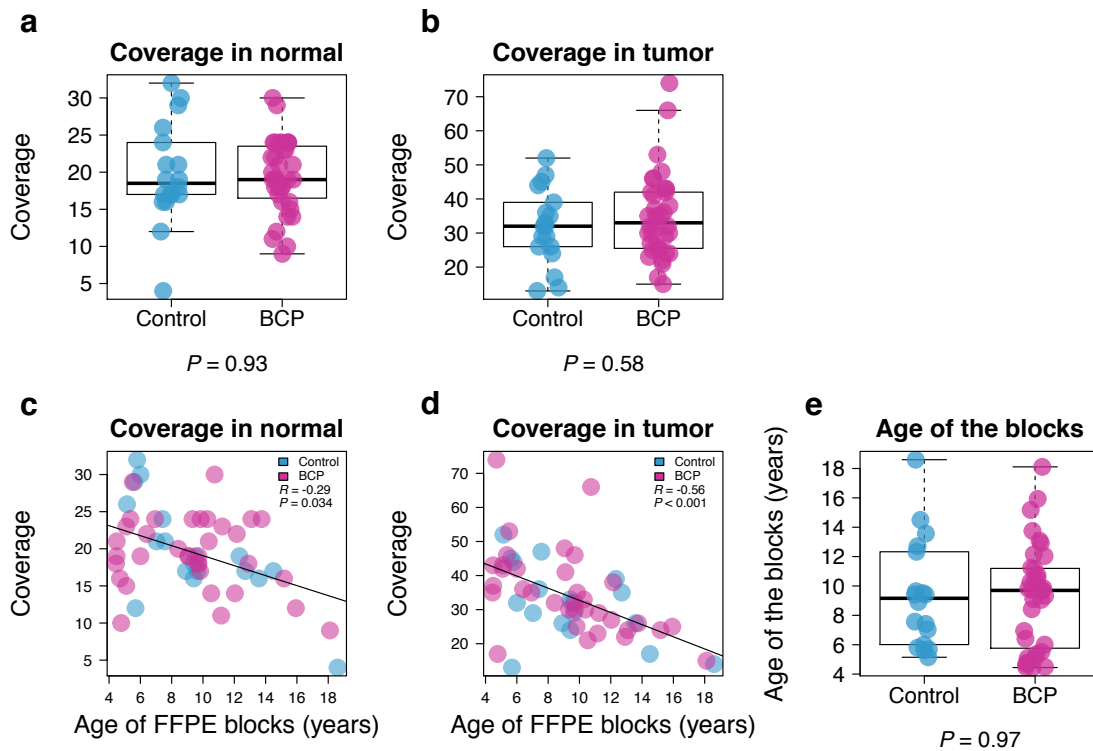 a
Coverage in normal
Coverage
30
25
20
15
10
5
Control
BCP
P = 0.93
b
Coverage in tumor
Coverage
70
60
50
40
30
20
Control
BCP
P = 0.58
c
Coverage in normal
Coverage
30
25
20
15
10
5
Control
BCP
R = -0.29
P = 0.034
4 6 8 10 12 14 16 18
Age of FFPE blocks (years)
d
Coverage in tumor
Coverage
70
60
50
40
30
20
Control
BCP
R = -0.56
P < 0.001
4 6 8 10 12 14 16 18
Age of FFPE blocks (years)
e
Age of the blocks
Age of the blocks (years)
18
16
14
12
10
8
6
4
Control
BCP
P = 0.97